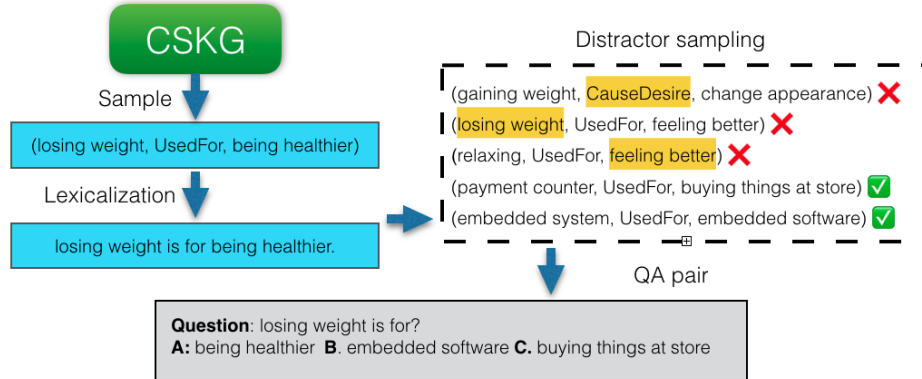 CSKG
Sample
(losing weight, UsedFor, being healthier)
Lexicalization
losing weight is for being healthier.
Distractor sampling
(gaining weight, CauseDesire, change appearance)
(losing weight, UsedFor, feeling better)
(relaxing, UsedFor, feeling better)
(payment counter, UsedFor, buying things at store)
(embedded system, UsedFor, embedded software)
QA pair
Question: losing weight is for?
A: being healthier B. embedded software C. buying things at store